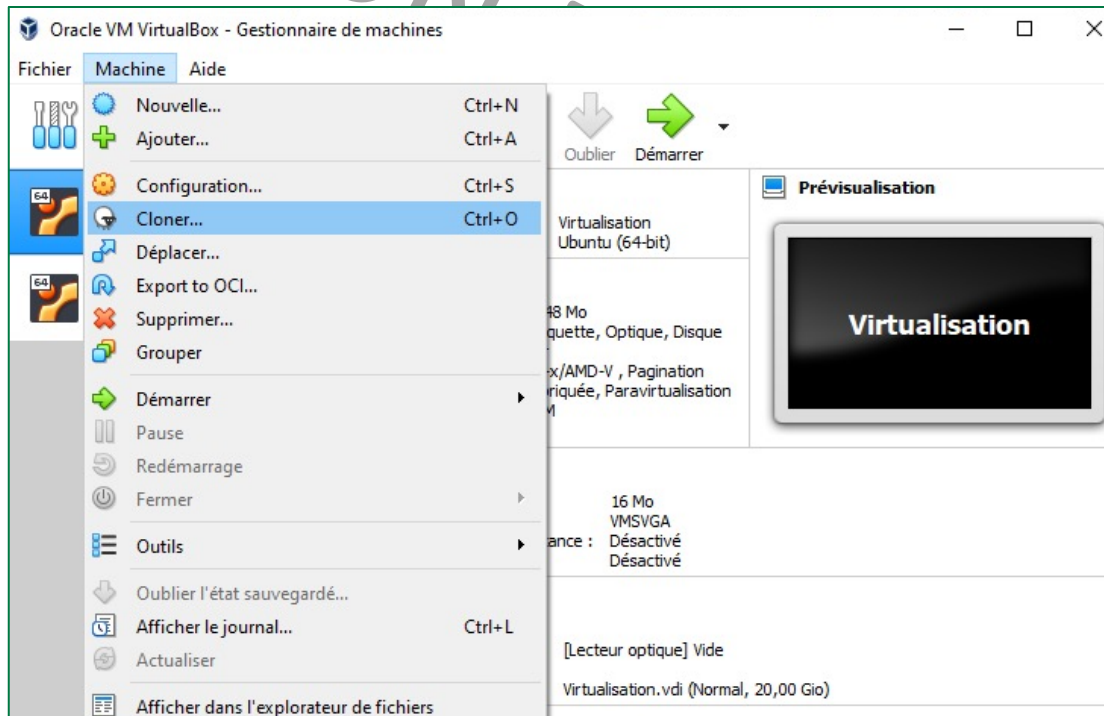 Oracle VM VirtualBox - Gestionnaire de machines
Fichier Machine Aide
Nouvelle... Ctrl+N
Ajouter... Ctrl+A
Configuration... Ctrl+S
Cloner... Ctrl+O
Déplacer...
Export to OCI...
Supprimer...
Grouper
Démarrer
Pause
Redémarrage
Fermer
Outils
Oublier l'état sauvegardé...
Afficher le journal... Ctrl+L
Actualiser
Afficher dans l'explorateur de fichiers
64
64
Oublier Démarrer
Virtualisation
Ubuntu (64-bit)
48 Mo
quette, Optique, Disque
-x/AMD-V , Pagination
riquée, Paravirtualisation
M
16 Mo
VMSVGA
ance : Désactivé
Désactivé
[Lecteur optique] Vide
Virtualisation.vdi (Normal, 20,00 Gio)
Prévisualisation
Virtualisation